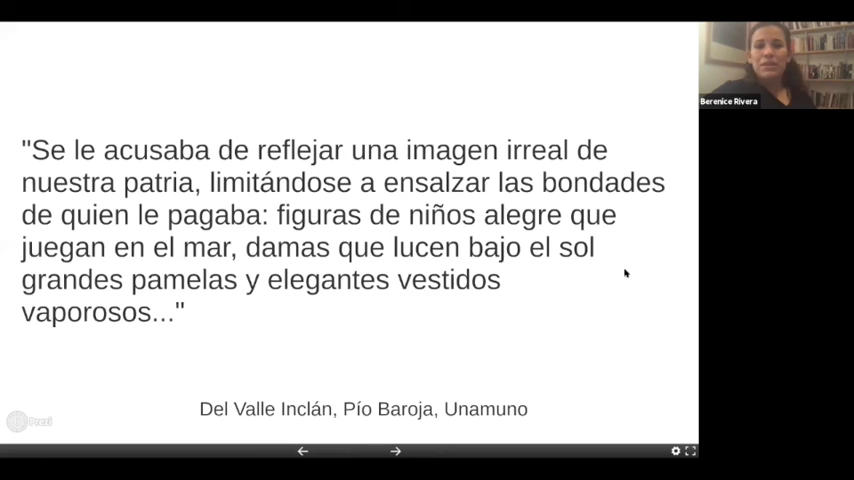 "Se le acusaba de reflejar una imagen irreal de
nuestra patria, limitándose a ensalzar las bondades
de quien le pagaba: figuras de niños alegre que
juegan en el mar, damas que lucen bajo el sol
grandes pamelas y elegantes vestidos
vaporosos..."
Del Valle Inclán, Pío Baroja, Unamuno
Prezi
Berenice Rivera